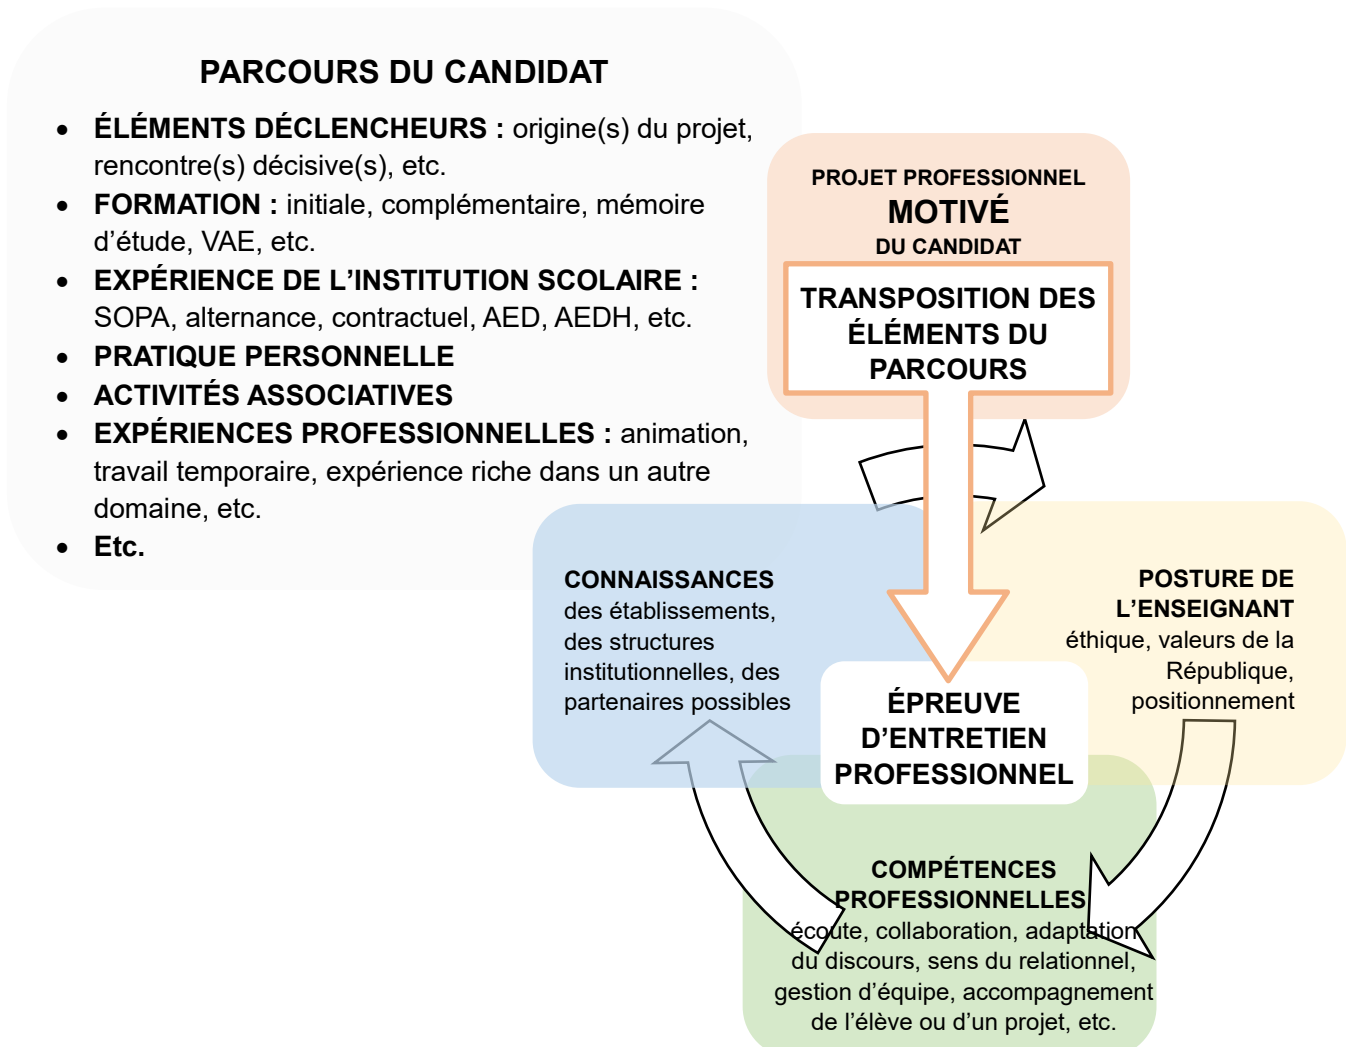 PARCOURS DU CANDIDAT
• ÉLÉMENTS DÉCLENCHEURS : origine(s) du projet,
rencontre(s) décisive(s), etc.
• FORMATION : initiale, complémentaire, mémoire
d’étude, VAE, etc.
• EXPÉRIENCE DE L’INSTITUTION SCOLAIRE :
SOPA, alternance, contractuel, AED, AEDH, etc.
• PRATIQUE PERSONNELLE
• ACTIVITÉS ASSOCIATIVES
• EXPÉRIENCES PROFESSIONNELLES : animation,
travail temporaire, expérience riche dans un autre
domaine, etc.
• Etc.
PROJET PROFESSIONNEL
MOTIVÉ
DU CANDIDAT
TRANSPOSITION DES
ÉLÉMENTS DU
PARCOURS
CONNAISSANCES
des établissements,
des structures
institutionnelles, des
partenaires possibles
POSTURE DE
L’ENSEIGNANT
éthique, valeurs de la
République,
positionnement
ÉPREUVE
D’ENTRETIEN
PROFESSIONNEL
COMPÉTENCES
PROFESSIONNELLES
écoute, collaboration, adaptation
du discours, sens du relationnel,
gestion d’équipe, accompagnement
de l’élève ou d’un projet, etc.